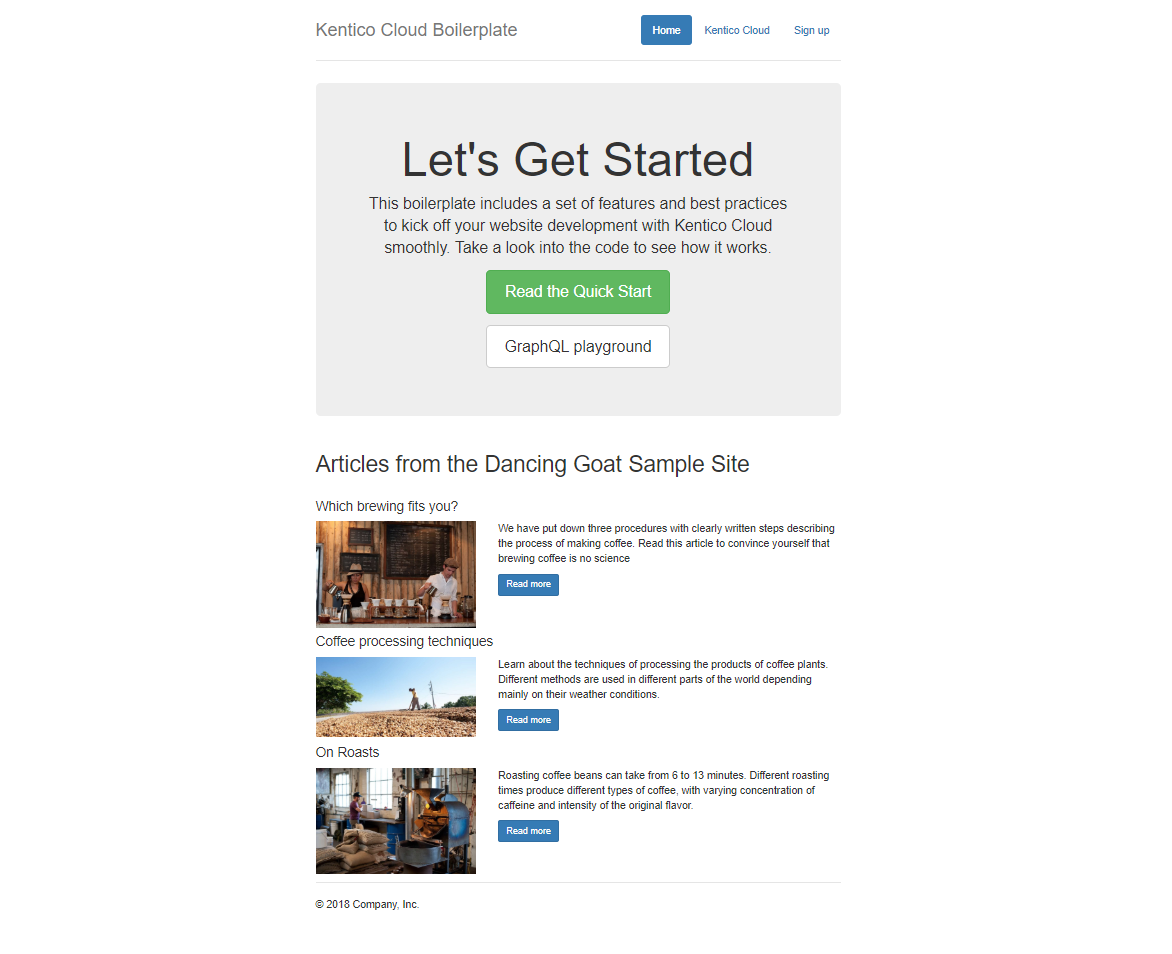 Kentico Cloud Boilerplate
Home
Kentico Cloud
Sign up
Let's Get Started
This boilerplate includes a set of features and best practices
to kick off your website development with Kentico Cloud
smoothly. Take a look into the code to see how it works.
Read the Quick Start
GraphQL playground
Articles from the Dancing Goat Sample Site
Which brewing fits you?
We have put down three procedures with clearly written steps describing
the process of making coffee. Read this article to convince yourself that
brewing coffee is no science
Read more
Coffee processing techniques
Learn about the techniques of processing the products of coffee plants.
Different methods are used in different parts of the world depending
mainly on their weather conditions.
Read more
On Roasts
Roasting coffee beans can take from 6 to 13 minutes. Different roasting
times produce different types of coffee, with varying concentration of
caffeine and intensity of the original flavor.
Read more
© 2018 Company, Inc.